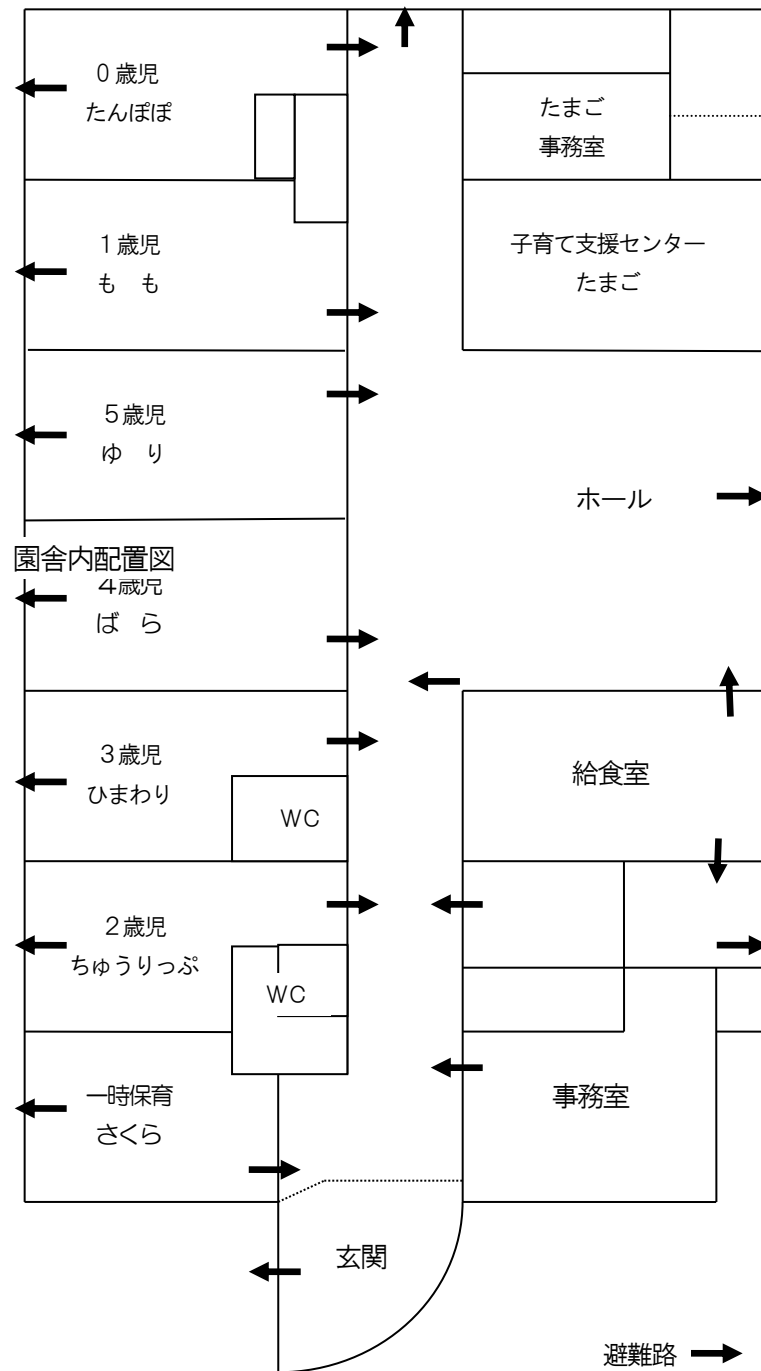 ０歳児
たんぽぽ
たまご
事務室
１歳児
も　も
子育て支援センター
たまご
５歳児
ゆ　り
ホール
園舎内配置図
４歳児
ば　ら
３歳児
ひまわり
WC
給食室
２歳児
ちゅうりっぷ
WC
一時保育
さくら
事務室
玄関
避難路